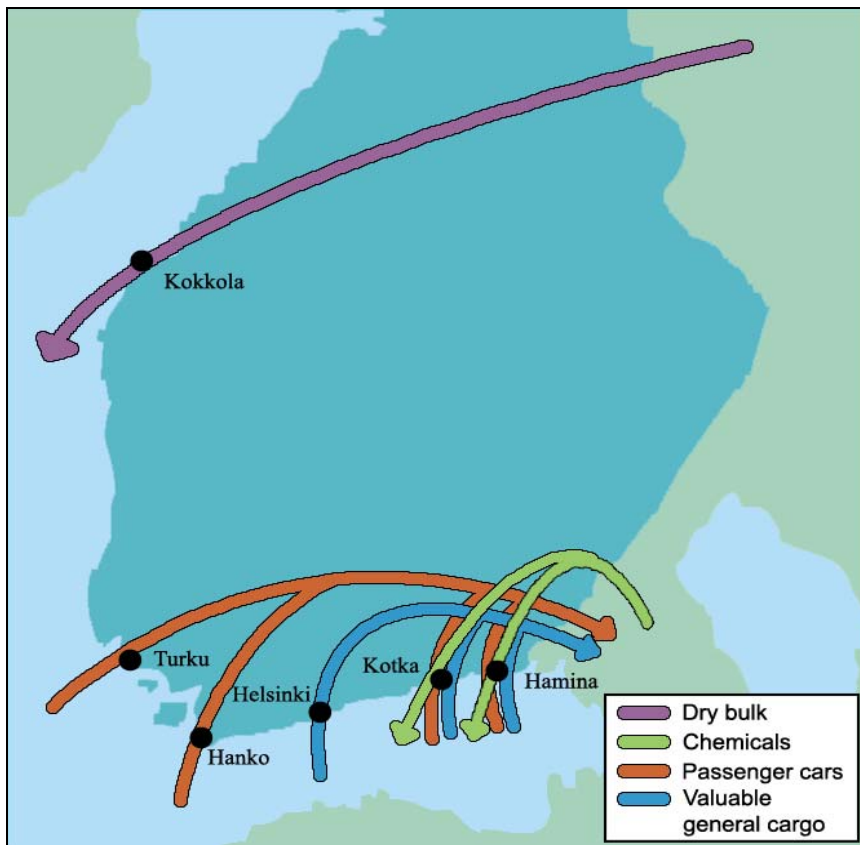 Kokkola
Turku
Kotka
Hamina
Helsinki
Hanko
Dry bulk
Chemicals
Passenger cars
Valuable
general cargo